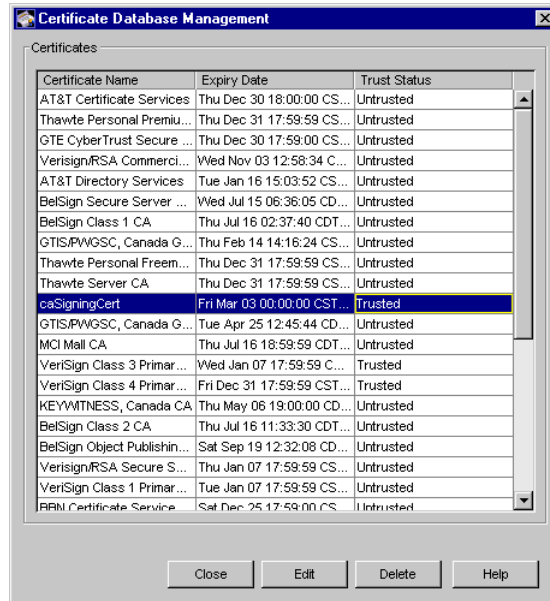 Certificate Database Management
Certificates
Certificate Name Expiry Date Trust Status
AT&T Certificate Services Thu Dec 30 18:00:00 CS... Untrusted
Thawte Personal Premiu... Thu Dec 31 17:59:59 CS... Untrusted
GTE CyberTrust Secure ... Thu Dec 30 17:59:00 CS... Untrusted
Verisign/RSA Commerci... Wed Nov 03 12:58:34 C... Untrusted
AT&T Directory Services Tue Jan 16 15:03:52 CS... Untrusted
BelSign Secure Server ... Wed Jul 15 06:36:05 CD... Untrusted
BelSign Class 1 CA Thu Jul 16 02:37:40 CDT... Untrusted
GTIS/PWGSC, Canada G... Thu Feb 14 14:16:24 CS... Untrusted
Thawte Personal Freem... Thu Dec 31 17:59:59 CS... Untrusted
Thawte Server CA Thu Dec 31 17:59:59 CS... Untrusted
caSigningCert Fri Mar 03 00:00:00 CST... Trusted
GTIS/PWGSC, Canada G... Tue Apr 25 12:45:44 CD... Untrusted
MCI Mall CA Thu Jul 16 18:59:59 CDT... Untrusted
VeriSign Class 3 Primar... Wed Jan 07 17:59:59 C... Trusted
VeriSign Class 4 Primar... Fri Dec 31 17:59:59 CST... Trusted
KEYWITNESS, Canada CA Thu May 06 19:00:00 CD... Untrusted
BelSign Class 2 CA Thu Jul 16 11:33:30 CDT... Untrusted
BelSign Object Publishin... Sat Sep 19 12:32:08 CD... Untrusted
Verisign/RSA Secure S... Thu Jan 07 17:59:59 CS... Untrusted
VeriSign Class 1 Primar... Tue Jan 07 17:59:59 CS... Untrusted
BBN Certificate Service... Sat Dec 25 17:59:00 CS... Untrusted
Close Edit Delete Help